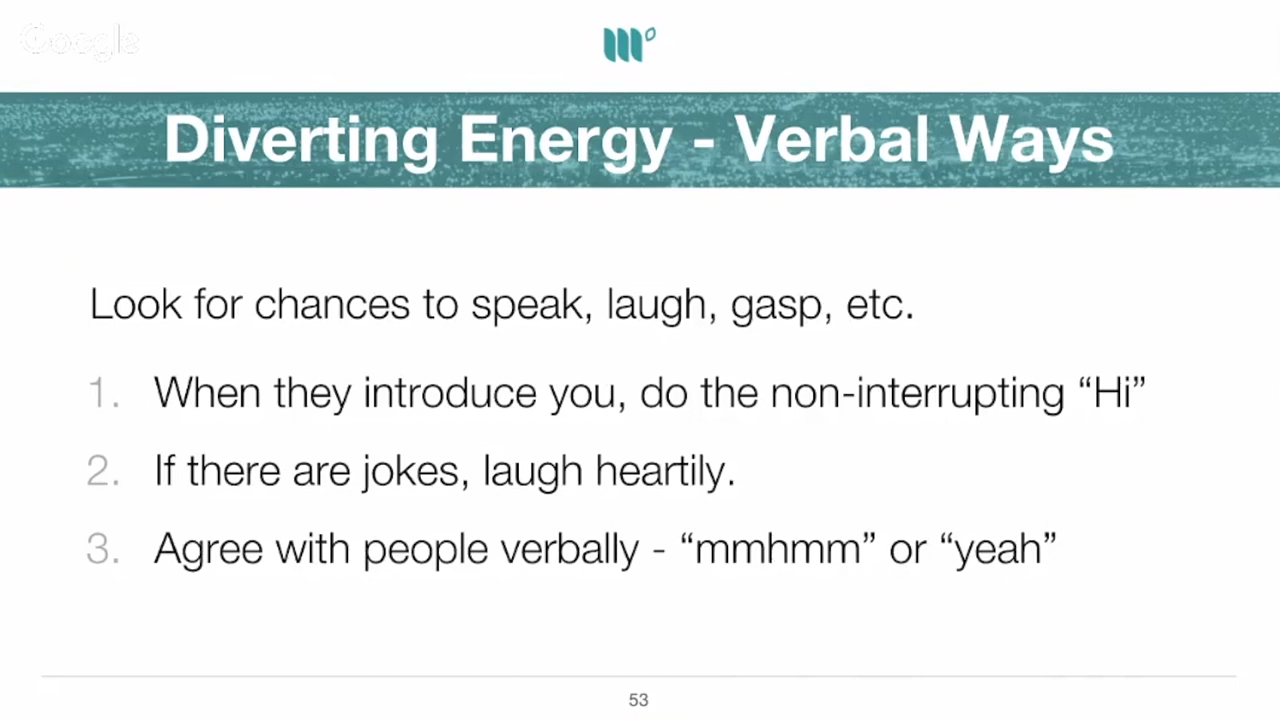 Google
Diverting Energy - Verbal Ways
Look for chances to speak, laugh, gasp, etc.
1. When they introduce you, do the non-interrupting “Hi”
2. If there are jokes, laugh heartily.
3. Agree with people verbally - “mmhmm” or “yeah”
53